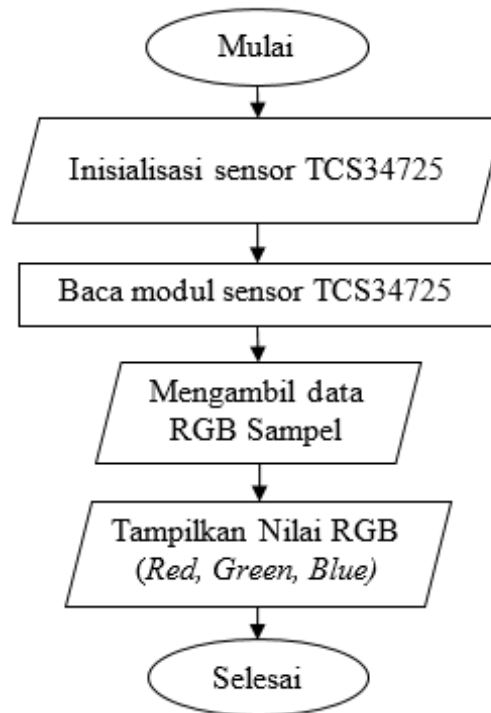 Mulai
Inisialisasi sensor TCS34725
Baca modul sensor TCS34725
Mengambil data
RGB Sampel
Tampilkan Nilai RGB
(Red, Green, Blue)
Selesai